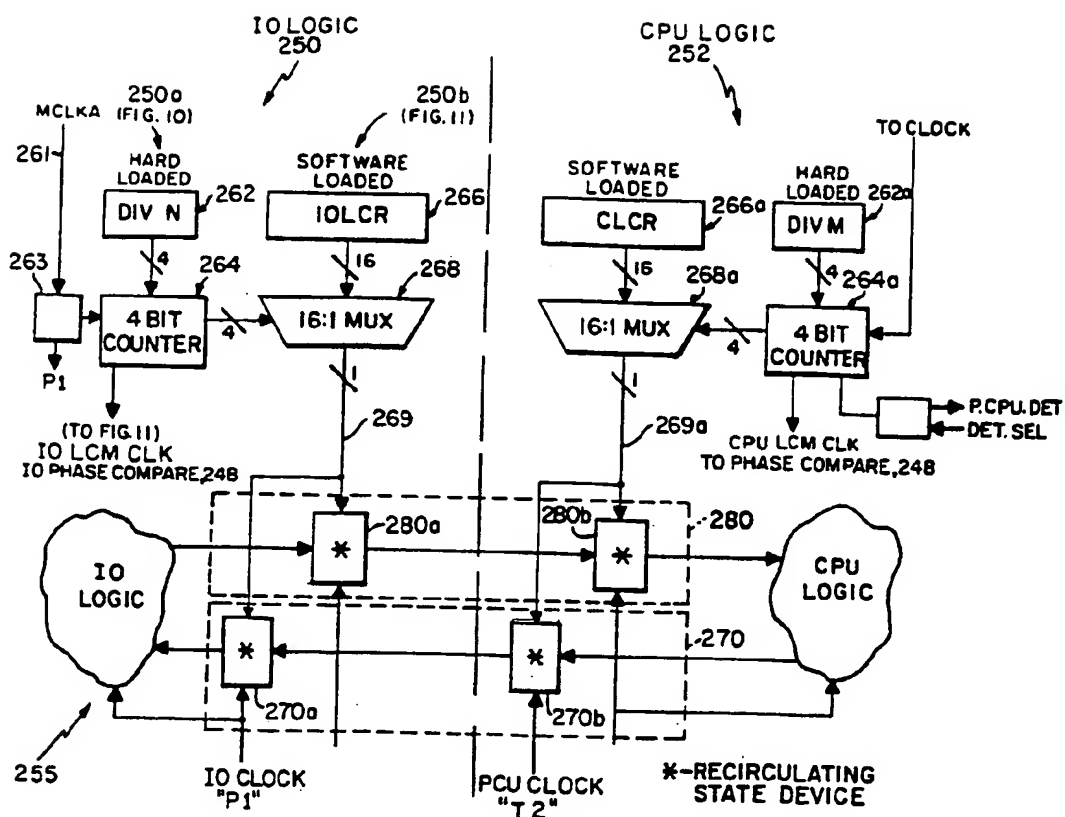 IO LOGIC
250
CPU LOGIC
252
MCLKA
250a
(FIG. 10)
250b
(FIG. 11)
TO CLOCK
261
HARD
LOADED
DIV N
262
SOFTWARE
LOADED
IOLCR
266
SOFTWARE
LOADED
CLCR
266a
HARD
LOADED
DIV M
262a
263
4
264
16
268
16
268a
4
264a
4 BIT
COUNTER
4
16:1 MUX
16:1 MUX
4
4 BIT
COUNTER
P1
1
1
(TO FIG. 11)
IO LCM CLK
IO PHASE COMPARE, 248
269
269a
CPU LCM CLK
TO PHASE COMPARE, 248
P.CPU.DET
DET. SEL
IO
LOGIC
*
280a
280b
*
280
CPU
LOGIC
*
270a
*
270b
270
255
IO CLOCK
"P1"
PCU CLOCK
"T2"
*-RECIRCULATING
STATE DEVICE